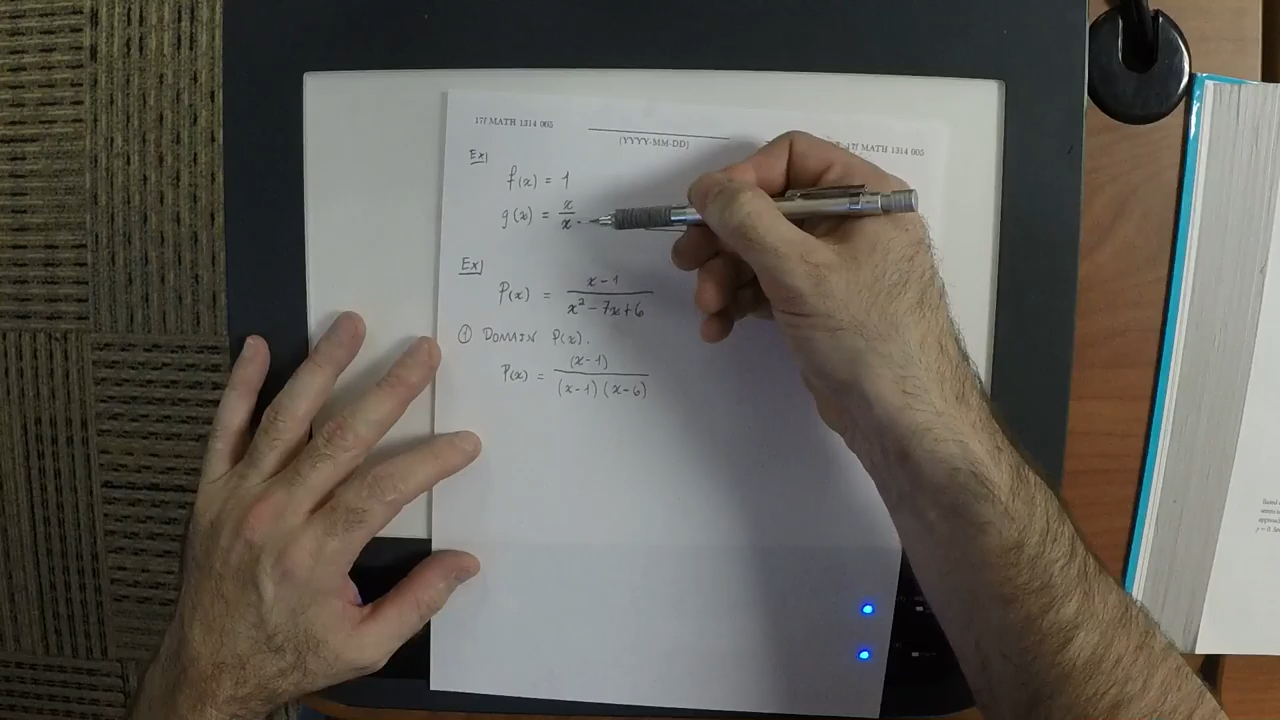 17f MATH 1314 005
(YYYY-MM-DD)
17f MATH 1314 005
Ex)
f(x) = 1
g(x) = x/x
Ex)
P(x) = x-1 / x² - 7x + 6
① DOMAIN P(x).
P(x) = (x-1) / (x-1)(x-6)